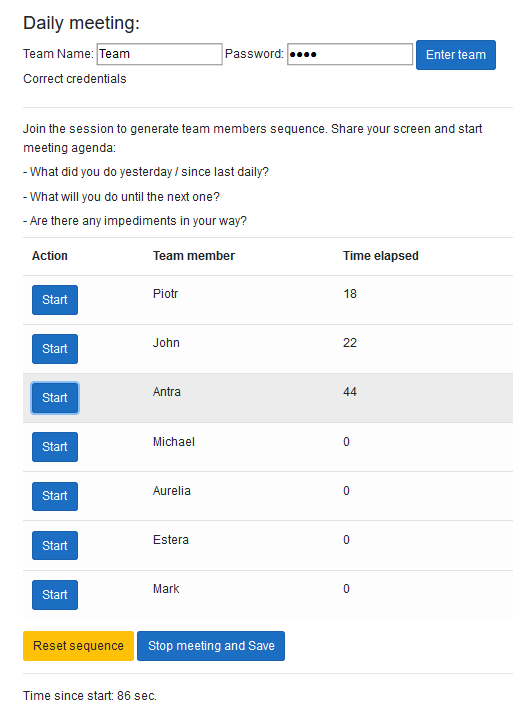 Daily meeting:
Team Name: Team Password: •••• Enter team
Correct credentials
Join the session to generate team members sequence. Share your screen and start
meeting agenda:
- What did you do yesterday / since last daily?
- What will you do until the next one?
- Are there any impediments in your way?
Action Team member Time elapsed
Start Piotr 18
Start John 22
Start Antra 44
Start Michael 0
Start Aurelia 0
Start Estera 0
Start Mark 0
Reset sequence Stop meeting and Save
Time since start: 86 sec.